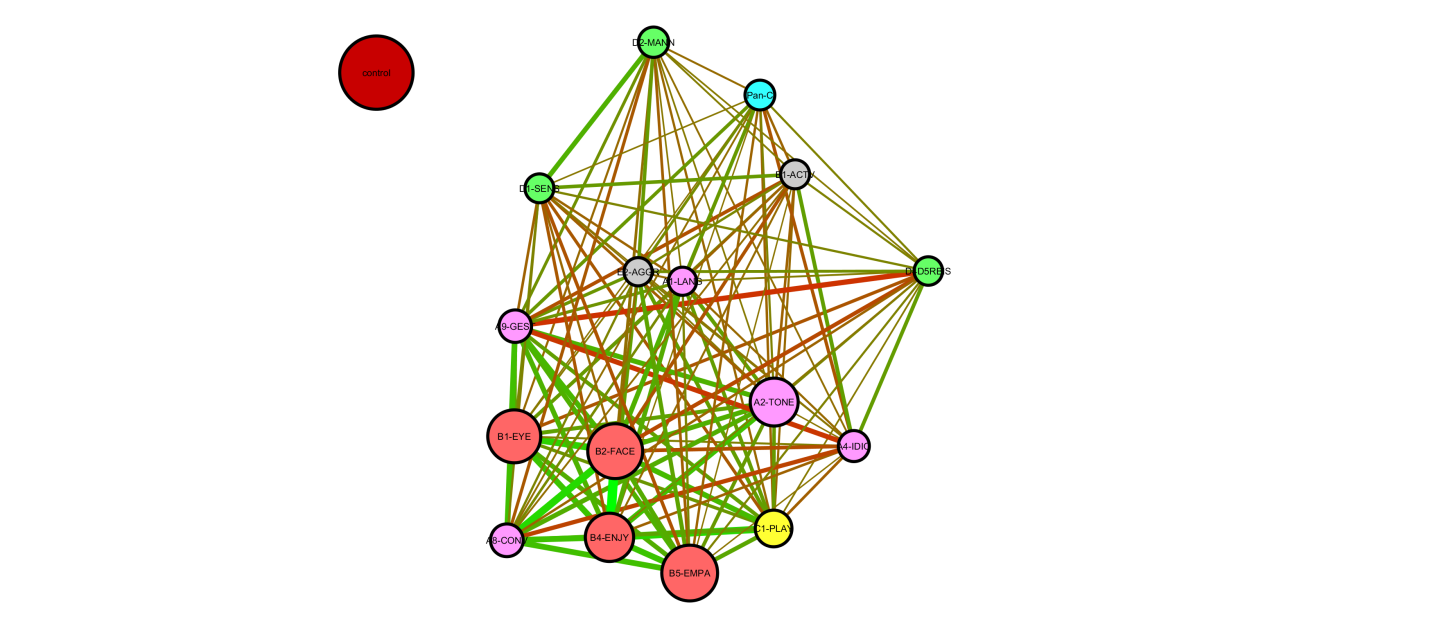 D2-MANN
control
Pan-C
E1-ACTV
D1-SENS
E2-AGGR
A1-LANG
A9-GES
A2-TONE
B1-EYE
A4-IDIO
B2-FACE
C1-PLAY
B4-ENJY
A8-CONV
B5-EMPA